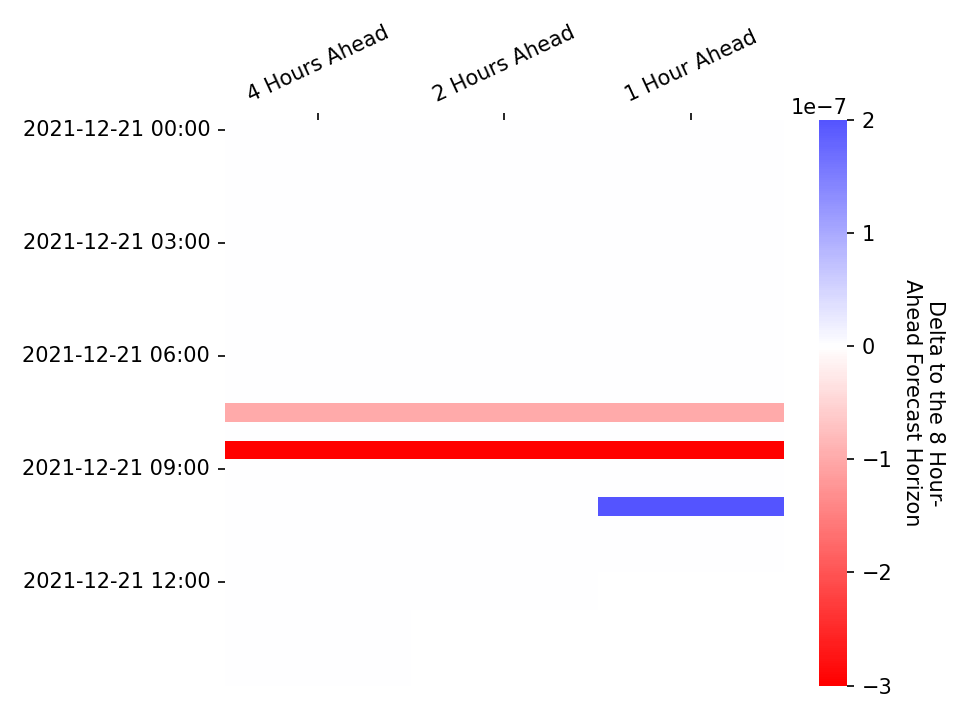 4 Hours Ahead
2 Hours Ahead
1 Hour Ahead
1e−7
2021-12-21 00:00
2021-12-21 03:00
2021-12-21 06:00
2021-12-21 09:00
2021-12-21 12:00
2
1
0
−1
−2
−3
Delta to the 8 Hour-
Ahead Forecast Horizon